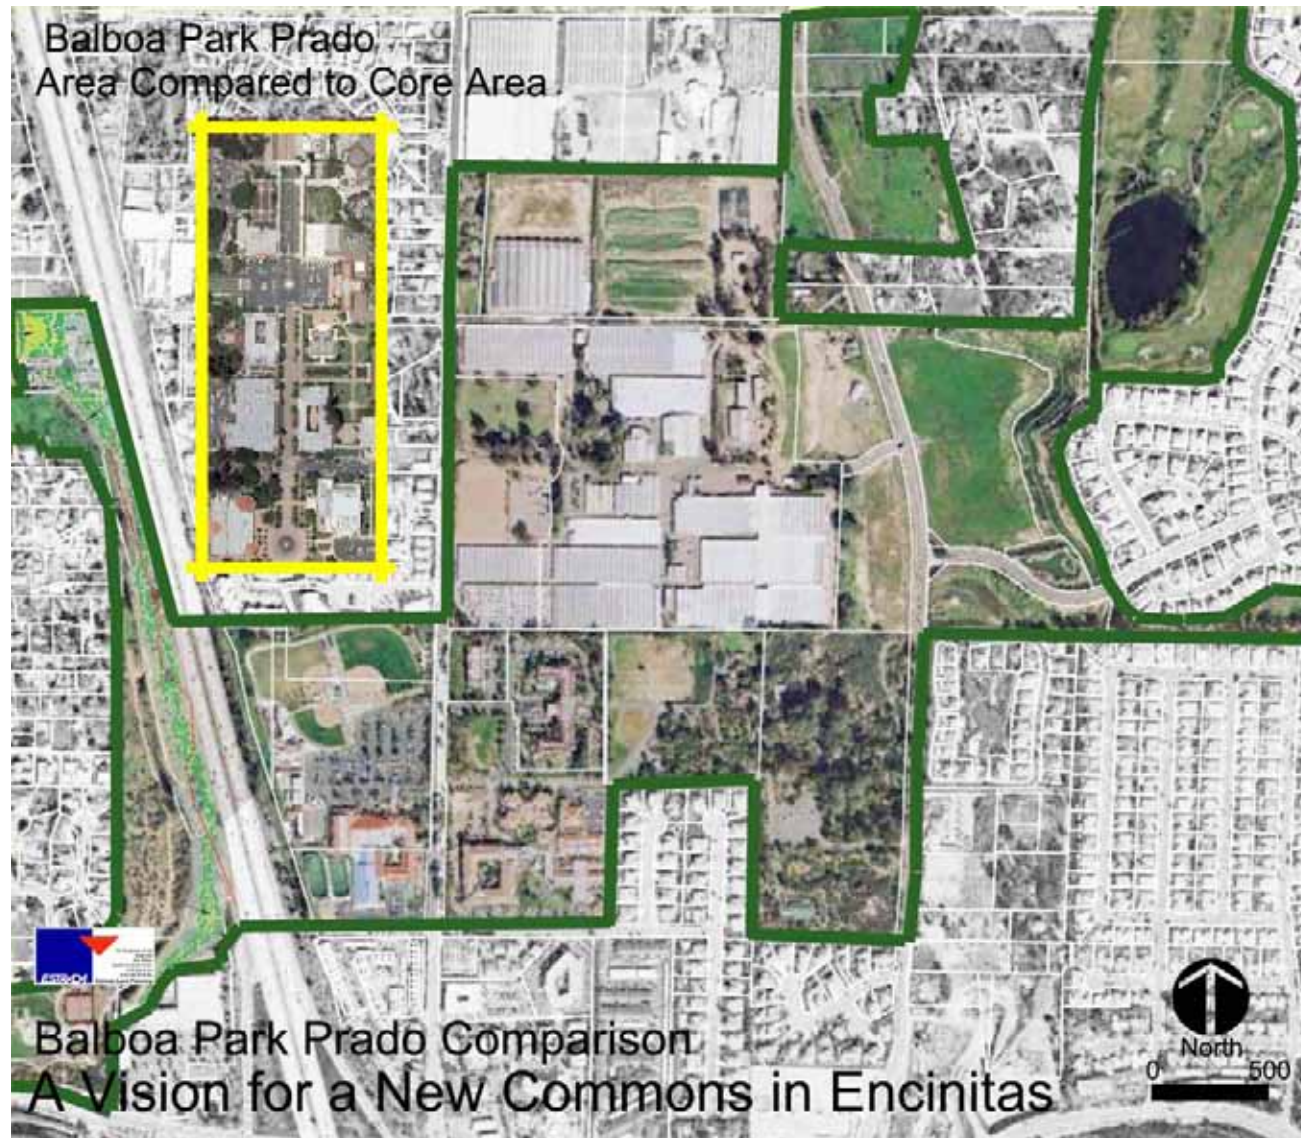 Balboa Park Prado
Area Compared to Core Area
Balboa Park Prado Comparison
A Vision for a New Commons in Encinitas
North
0 500